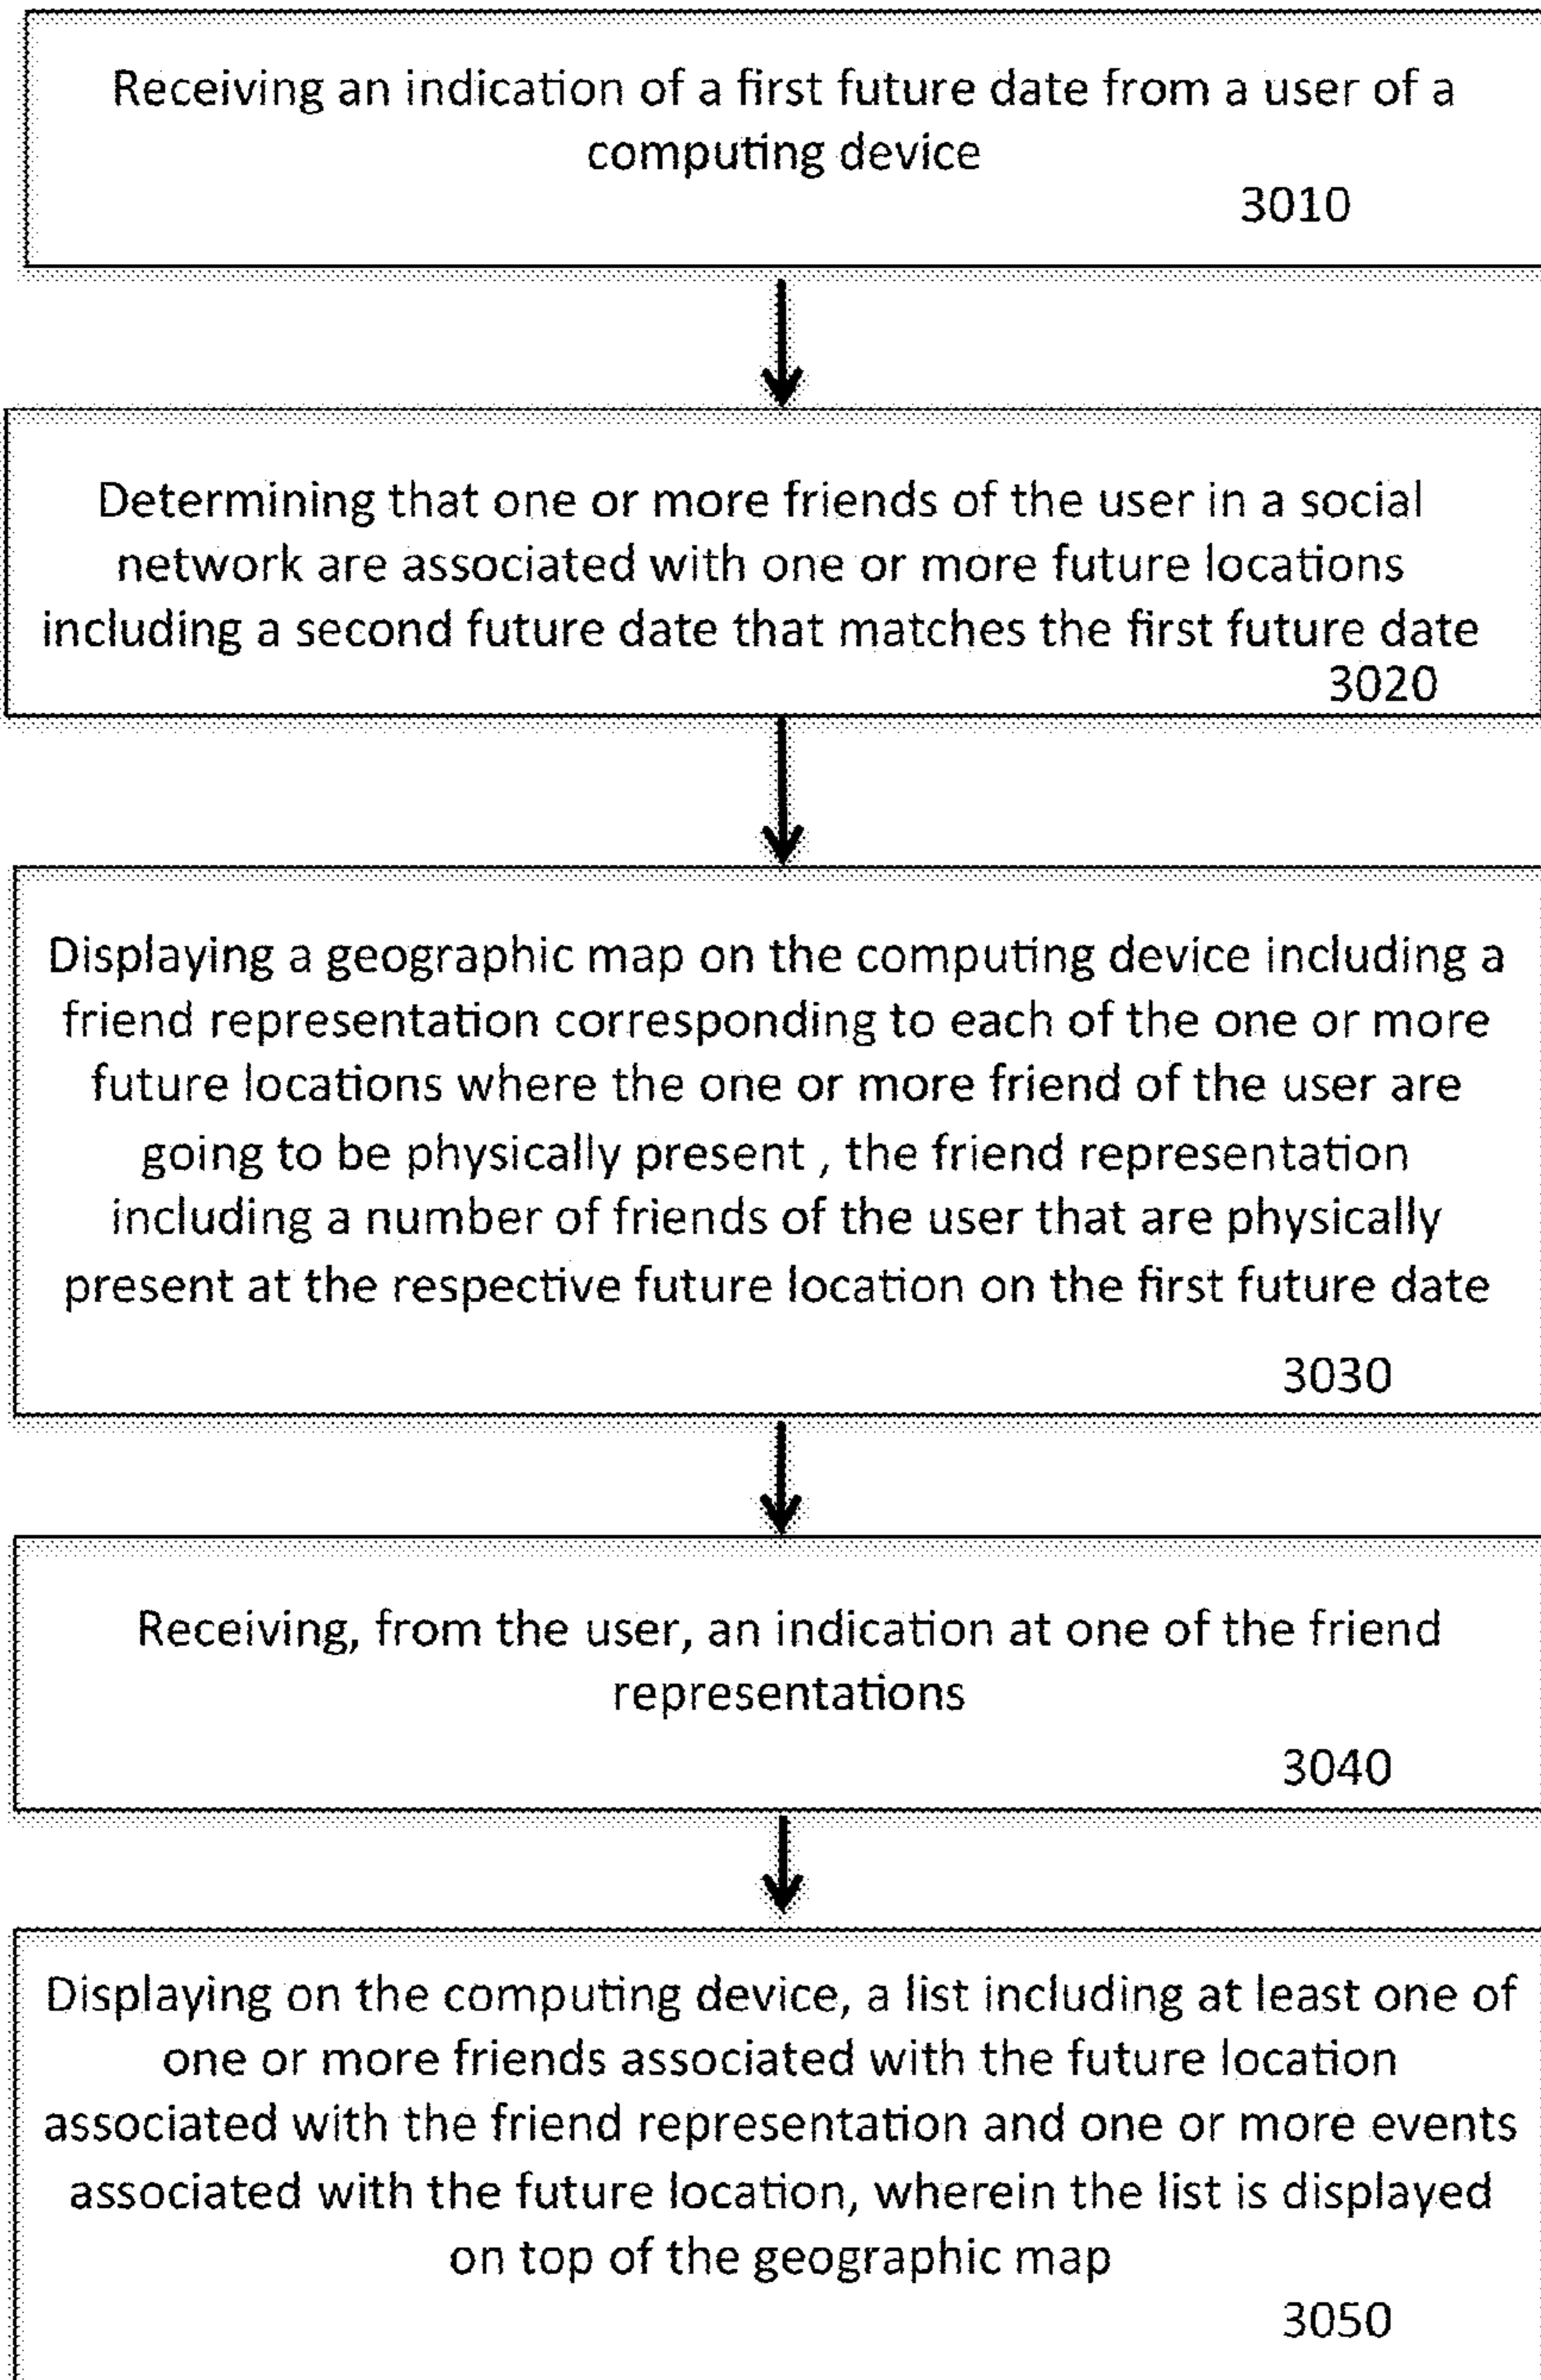 Receiving an indication of a first future date from a user of a
computing device
3010
Determining that one or more friends of the user in a social
network are associated with one or more future locations
including a second future date that matches the first future date
3020
Displaying a geographic map on the computing device including a
friend representation corresponding to each of the one or more
future locations where the one or more friend of the user are
going to be physically present , the friend representation
including a number of friends of the user that are physically
present at the respective future location on the first future date
3030
Receiving, from the user, an indication at one of the friend
representations
3040
Displaying on the computing device, a list including at least one of
one or more friends associated with the future location
associated with the friend representation and one or more events
associated with the future location, wherein the list is displayed
on top of the geographic map
3050